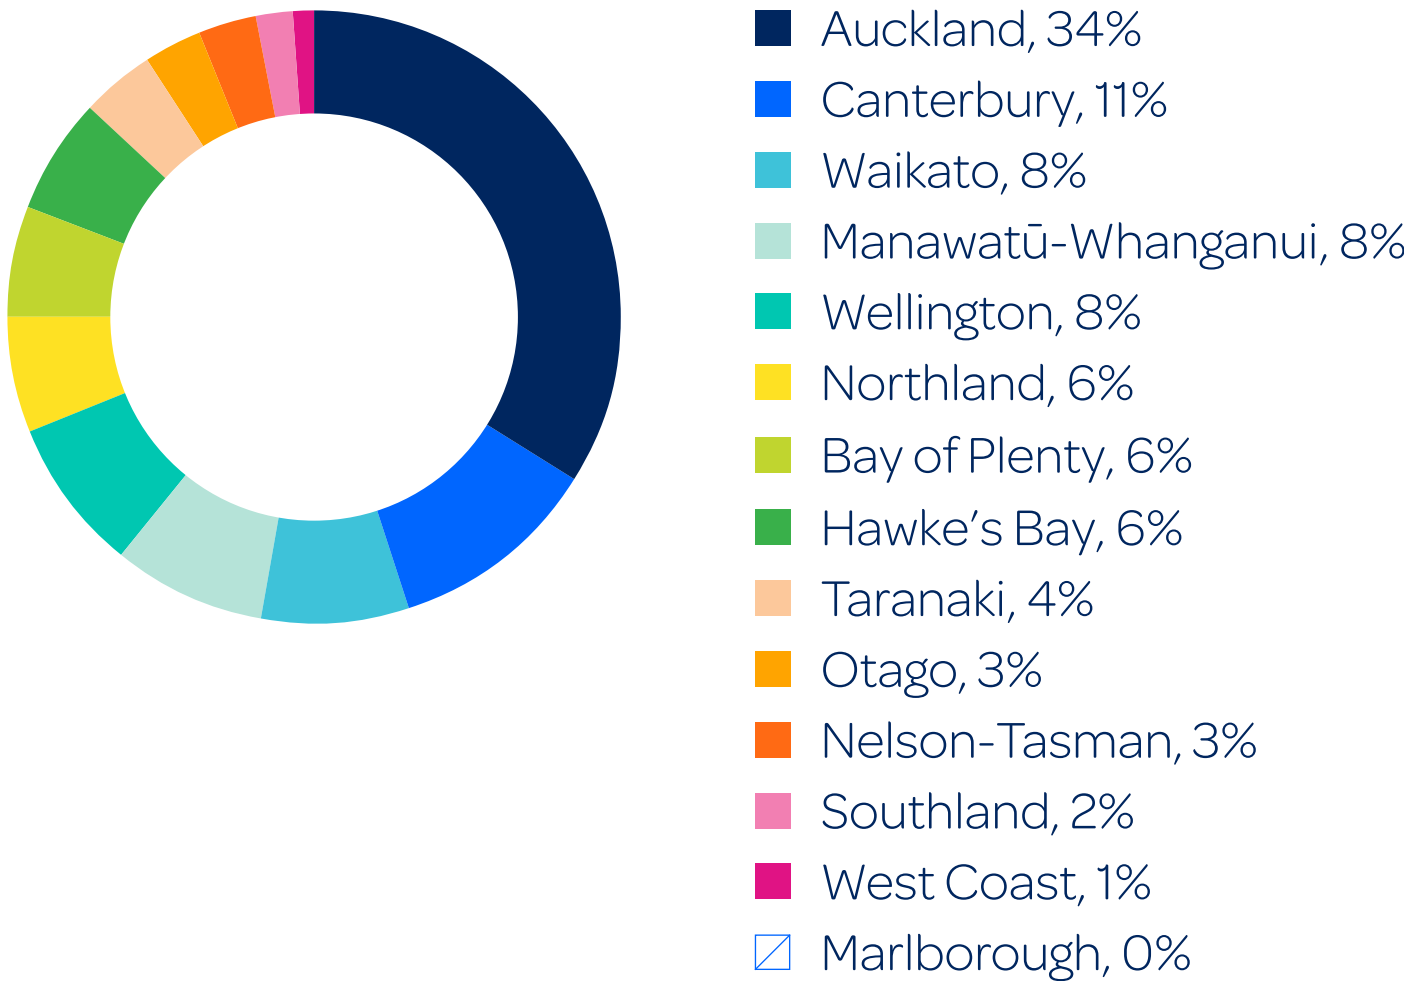 Auckland, 34%
Canterbury, 11%
Waikato, 8%
Manawatū-Whanganui, 8%
Wellington, 8%
Northland, 6%
Bay of Plenty, 6%
Hawke’s Bay, 6%
Taranaki, 4%
Otago, 3%
Nelson-Tasman, 3%
Southland, 2%
West Coast, 1%
Marlborough, 0%